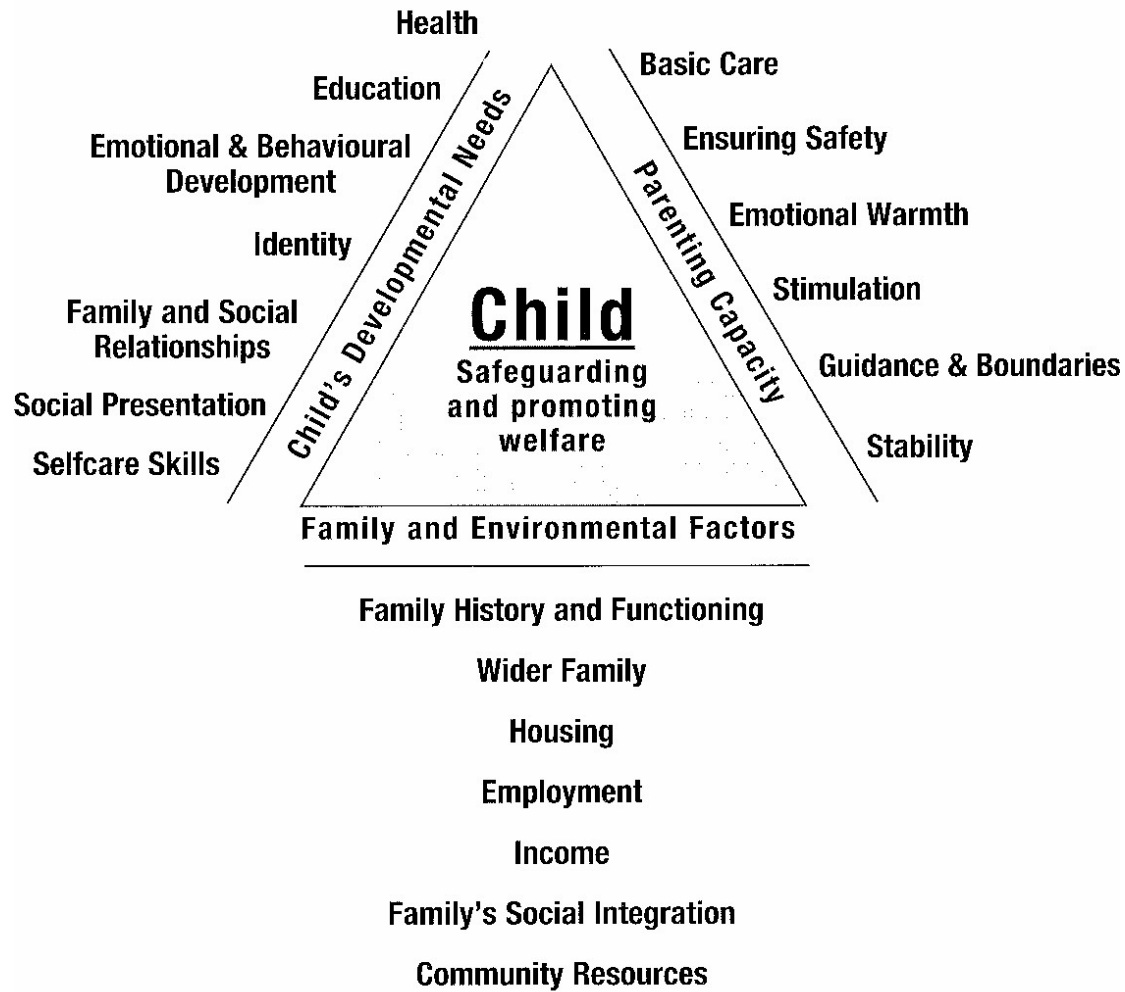 Health
Education
Emotional & Behavioural
Development
Identity
Family and Social
Relationships
Social Presentation
Selfcare Skills
Child's Developmental Needs
Basic Care
Ensuring Safety
Emotional Warmth
Stimulation
Guidance & Boundaries
Stability
Parenting Capacity
Child
Safeguarding
and promoting
welfare
Family and Environmental Factors
Family History and Functioning
Wider Family
Housing
Employment
Income
Family's Social Integration
Community Resources